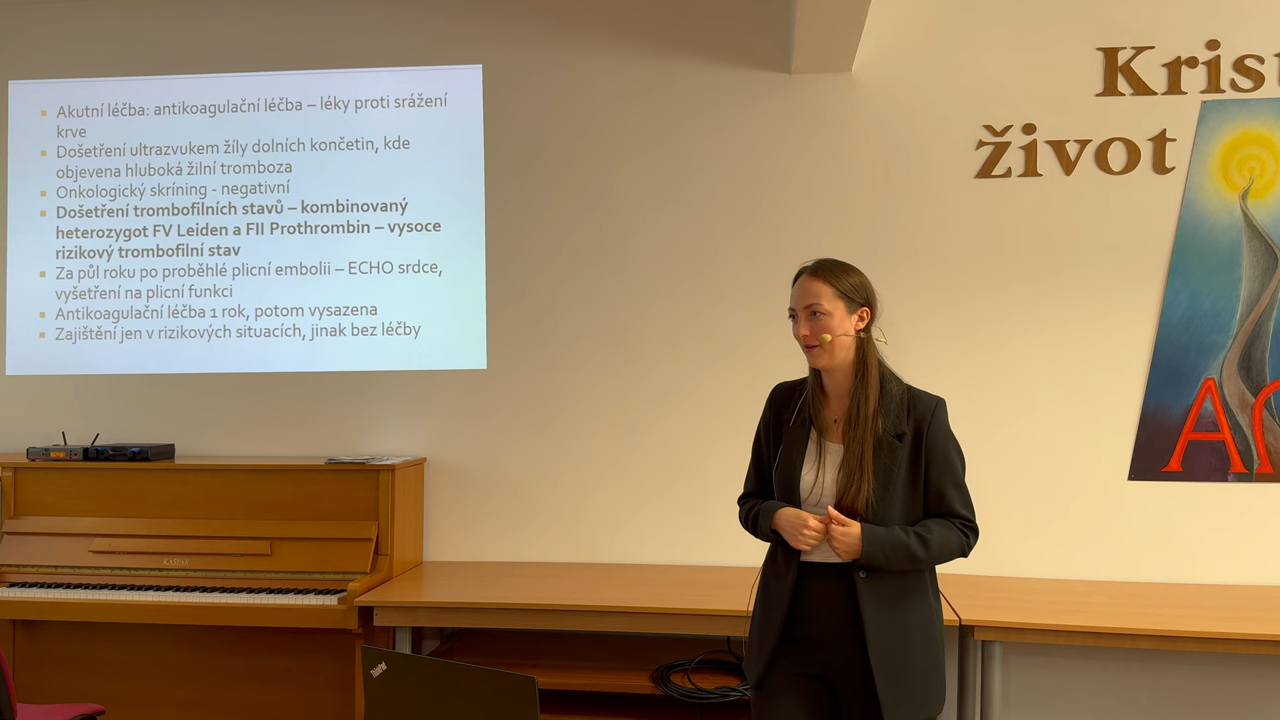 Akutní léčba: antikoagulační léčba – léky proti srážení
krve
Došetření ultrazvukem žíly dolních končetin, kde
objevena hluboká žilní tromboza
Onkologický skríning - negativní
Došetření trombofilních stavů – kombinovaný
heterozygot FV Leiden a FII Prothrombin – vysoce
rizikový trombofilní stav
Za půl roku po proběhlé plicní embolii – ECHO srdce,
vyšetření na plicní funkci
Antikoagulační léčba 1 rok, potom vysazena
Zajištění jen v rizikových situacích, jinak bez léčby
Krist
život
ΑΩ
KAŠPAR
ThinkPad